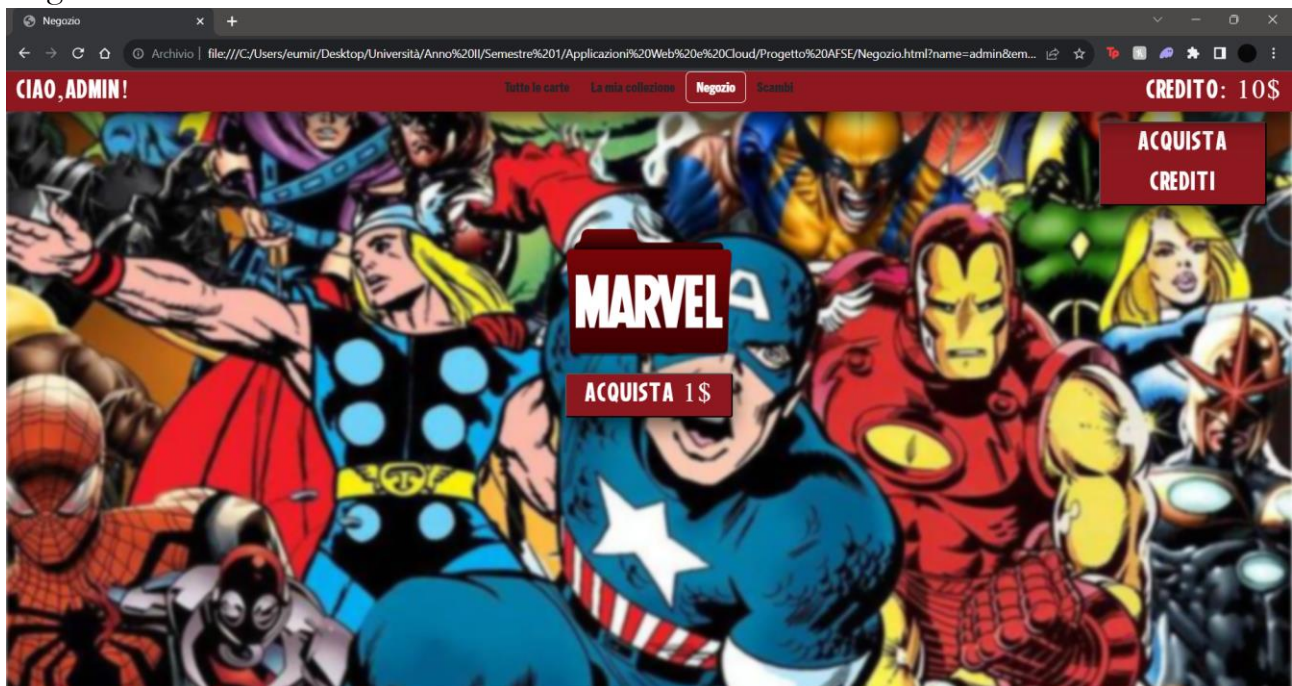 Negozio
Archivio | file:///C:/Users/eumir/Desktop/Università/Anno%20II/Semestre%201/Applicazioni%20Web%20e%20Cloud/Progetto%20AFSE/Negozio.html?name=admin&em...
CIAO,ADMIN!
Tutte le carte La mia collezione Negozio Scambi
CREDITO: 10$
ACQUISTA
CREDITI
MARVEL
ACQUISTA 1$